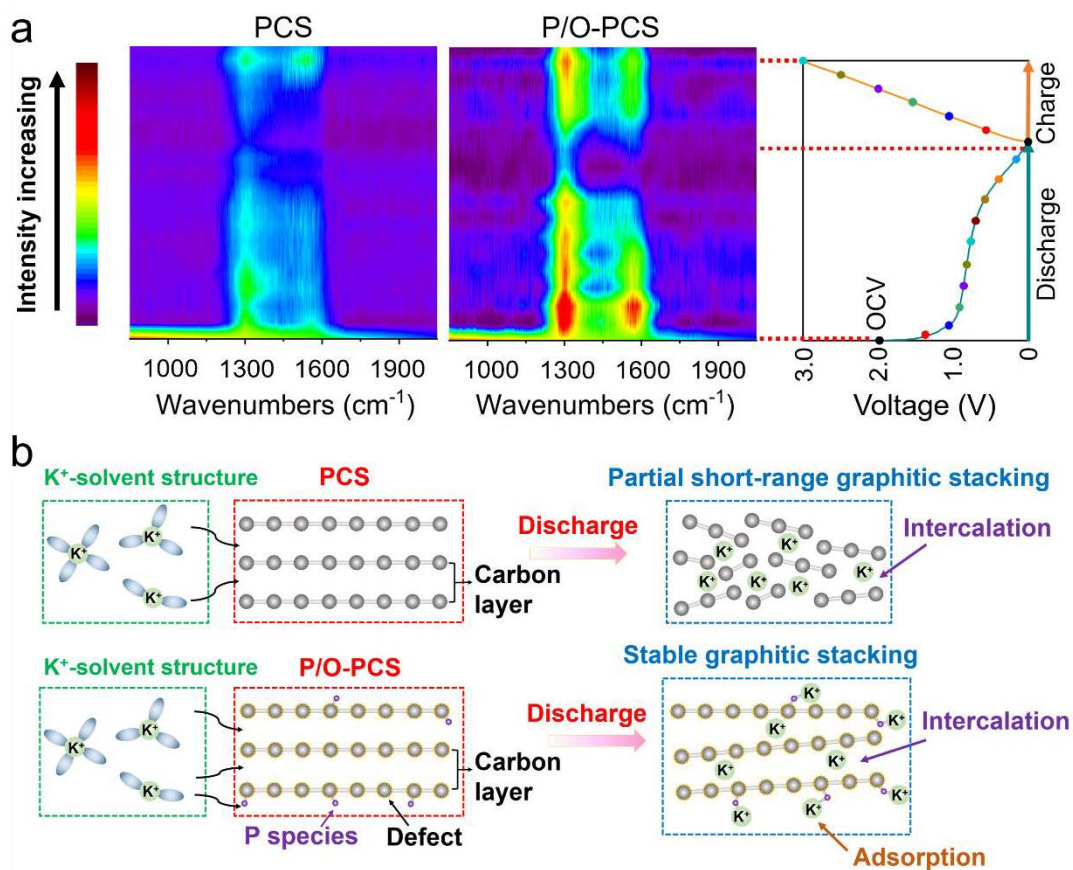 a
PCS
P/O-PCS
Intensity increasing
1000 1300 1600 1900
Wavenumbers (cm⁻¹)
1000 1300 1600 1900
Wavenumbers (cm⁻¹)
OCV
Charge
Discharge
3.0 2.0 1.0 0
Voltage (V)
b
K⁺-solvent structure
PCS
Partial short-range graphitic stacking
K⁺
K⁺
K⁺
Carbon
layer
Discharge
Intercalation
K⁺
K⁺
K⁺
K⁺
K⁺
K⁺
K⁺-solvent structure
P/O-PCS
Stable graphitic stacking
K⁺
K⁺
K⁺
Carbon
layer
P species
Defect
Discharge
K⁺
K⁺
K⁺
Intercalation
K⁺
K⁺
K⁺
K⁺
K⁺
Adsorption